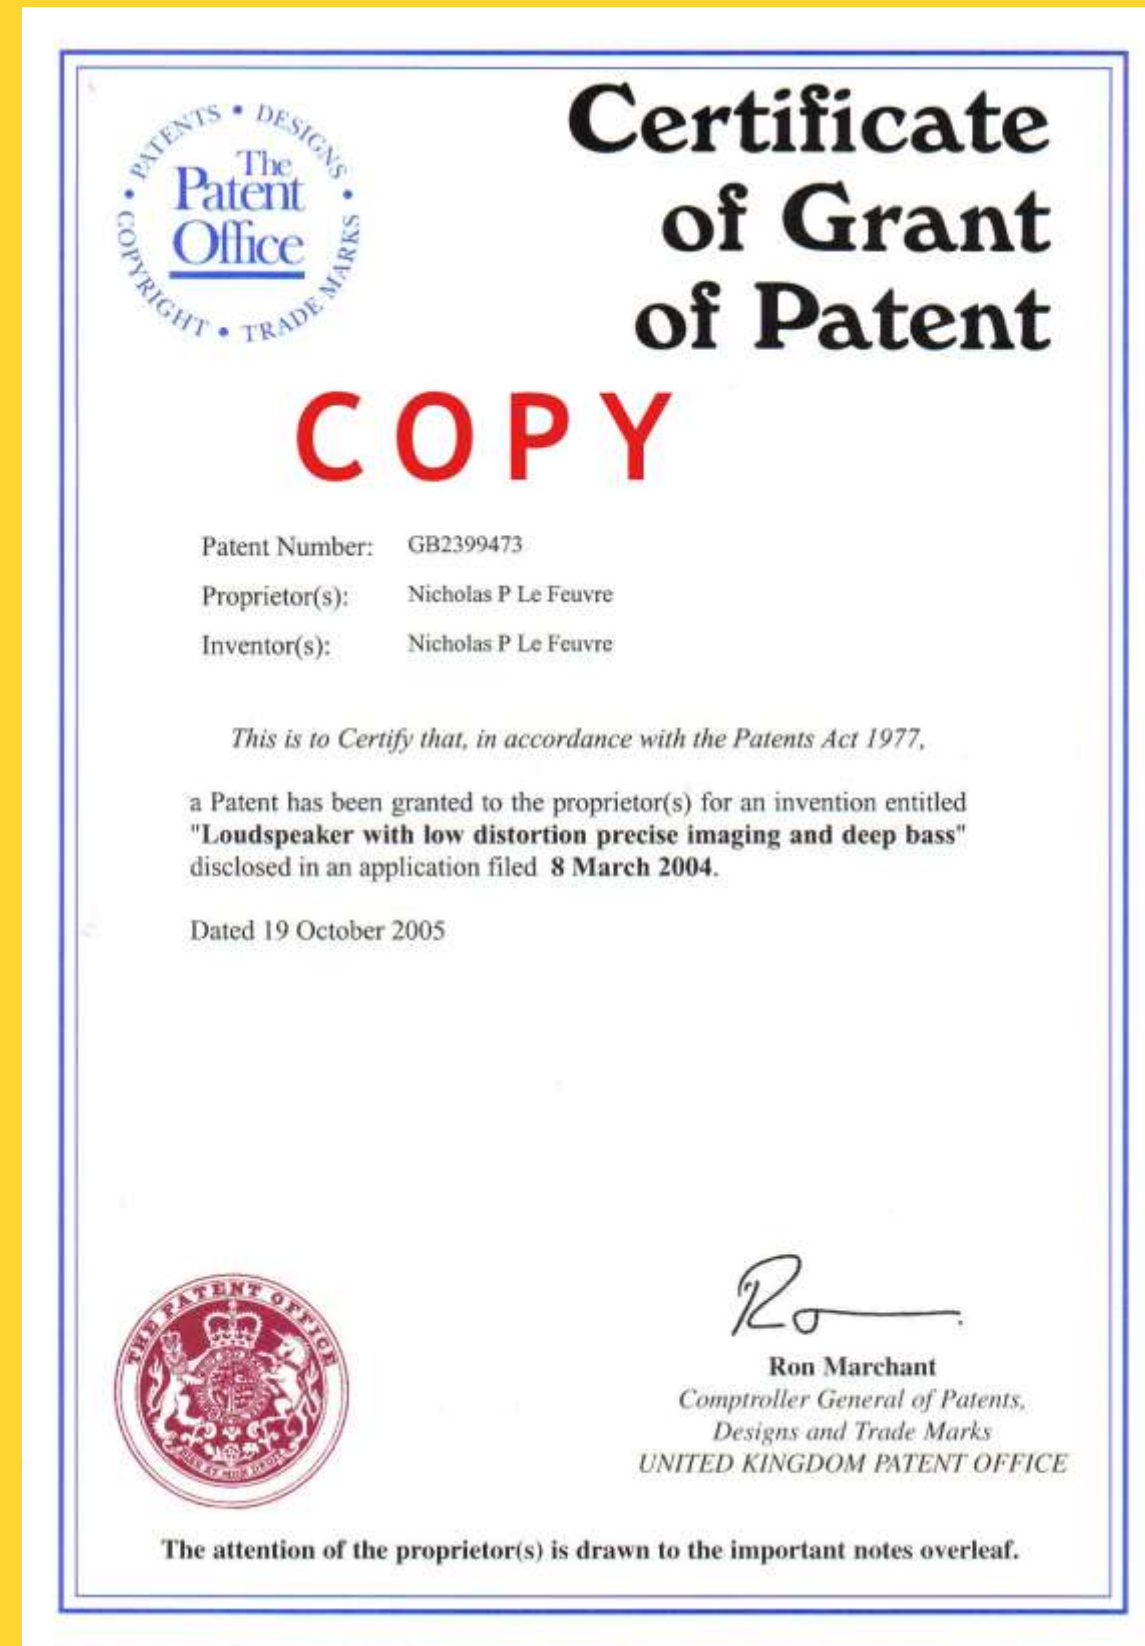 PATENTS • DESIGNS • TRADE MARKS • COPYRIGHT •
The
Patent
Office
Certificate
of Grant
of Patent
COPY
Patent Number: GB2399473
Proprietor(s): Nicholas P Le Feuvre
Inventor(s): Nicholas P Le Feuvre
This is to Certify that, in accordance with the Patents Act 1977,
a Patent has been granted to the proprietor(s) for an invention entitled
"Loudspeaker with low distortion precise imaging and deep bass"
disclosed in an application filed 8 March 2004.
Dated 19 October 2005
THE PATENT OFFICE
DIEU ET MON DROIT
Ron Marchant
Comptroller General of Patents,
Designs and Trade Marks
UNITED KINGDOM PATENT OFFICE
The attention of the proprietor(s) is drawn to the important notes overleaf.